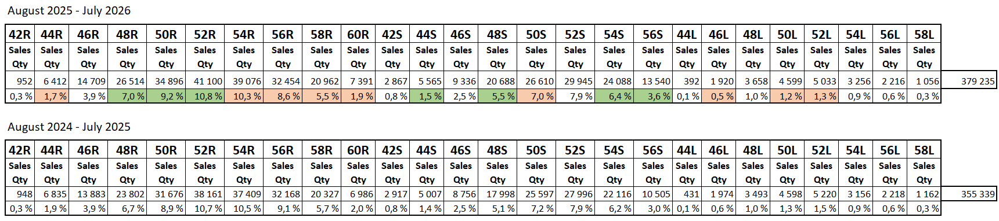 August 2025 - July 2026
42R 44R 46R 48R 50R 52R 54R 56R 58R 60R 42S 44S 46S 48S 50S 52S 54S 56S 44L 46L 48L 50L 52L 54L 56L 58L
Sales Sales Sales Sales Sales Sales Sales Sales Sales Sales Sales Sales Sales Sales Sales Sales Sales Sales Sales Sales Sales Sales Sales Sales Sales Sales
Qty Qty Qty Qty Qty Qty Qty Qty Qty Qty Qty Qty Qty Qty Qty Qty Qty Qty Qty Qty Qty Qty Qty Qty Qty Qty
952 6 412 14 709 26 514 34 896 41 100 39 076 32 454 20 962 7 391 2 867 5 565 9 336 20 688 26 610 29 945 24 088 13 540 392 1 920 3 658 4 599 5 033 3 256 2 216 1 056 379 235
0,3 % 1,7 % 3,9 % 7,0 % 9,2 % 10,8 % 10,3 % 8,6 % 5,5 % 1,9 % 0,8 % 1,5 % 2,5 % 5,5 % 7,0 % 7,9 % 6,4 % 3,6 % 0,1 % 0,5 % 1,0 % 1,2 % 1,3 % 0,9 % 0,6 % 0,3 %
August 2024 - July 2025
42R 44R 46R 48R 50R 52R 54R 56R 58R 60R 42S 44S 46S 48S 50S 52S 54S 56S 44L 46L 48L 50L 52L 54L 56L 58L
Sales Sales Sales Sales Sales Sales Sales Sales Sales Sales Sales Sales Sales Sales Sales Sales Sales Sales Sales Sales Sales Sales Sales Sales Sales Sales
Qty Qty Qty Qty Qty Qty Qty Qty Qty Qty Qty Qty Qty Qty Qty Qty Qty Qty Qty Qty Qty Qty Qty Qty Qty Qty
948 6 835 13 883 23 802 31 676 38 161 37 409 32 168 20 327 6 986 2 917 5 007 8 756 17 998 25 597 27 996 22 116 10 505 431 1 974 3 493 4 598 5 220 3 156 2 218 1 162 355 339
0,3 % 1,9 % 3,9 % 6,7 % 8,9 % 10,7 % 10,5 % 9,1 % 5,7 % 2,0 % 0,8 % 1,4 % 2,5 % 5,1 % 7,2 % 7,9 % 6,2 % 3,0 % 0,1 % 0,6 % 1,0 % 1,3 % 1,5 % 0,9 % 0,6 % 0,3 %